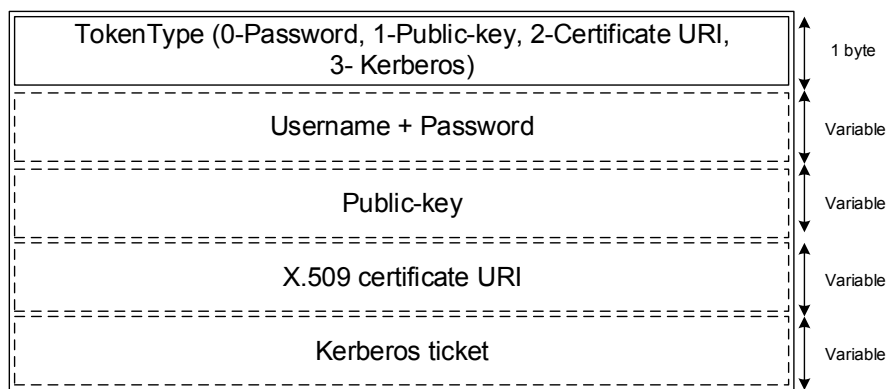 TokenType (0-Password, 1-Public-key, 2-Certificate URI,
3- Kerberos)
1 byte
Username + Password
Variable
Public-key
Variable
X.509 certificate URI
Variable
Kerberos ticket
Variable